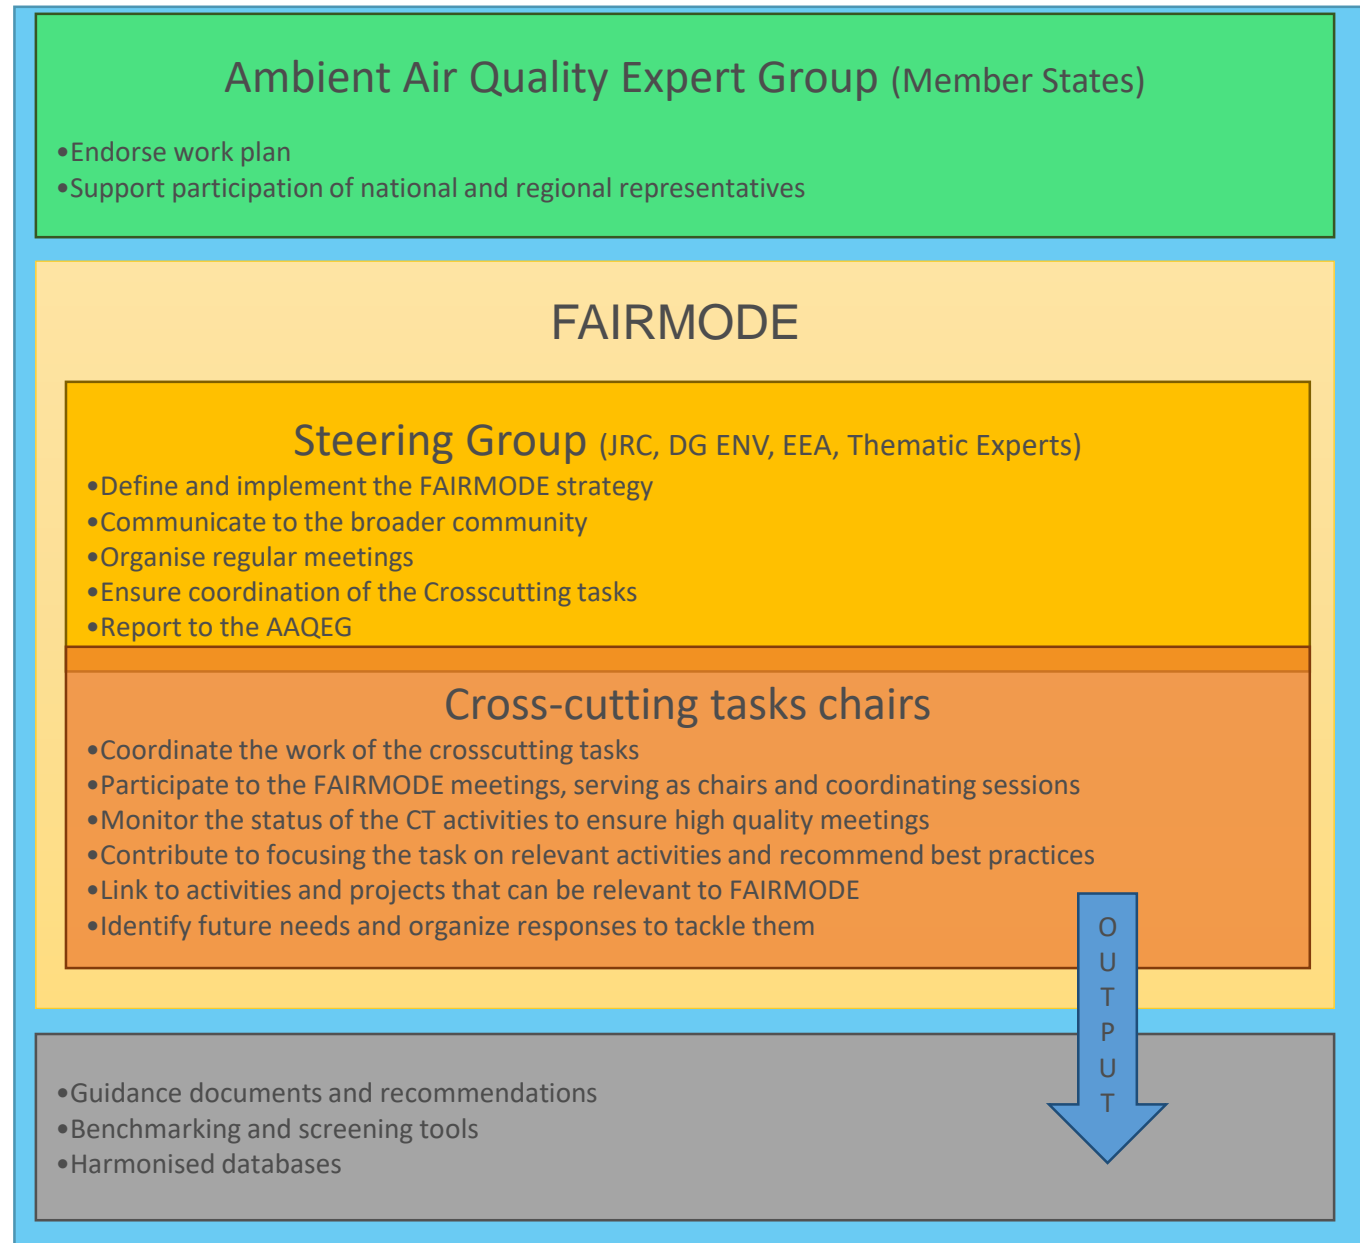 Ambient Air Quality Expert Group (Member States)
•Endorse work plan
•Support participation of national and regional representatives
FAIRMODE
Steering Group (JRC, DG ENV, EEA, Thematic Experts)
•Define and implement the FAIRMODE strategy
•Communicate to the broader community
•Organise regular meetings
•Ensure coordination of the Crosscutting tasks
•Report to the AAQEG
Cross-cutting tasks chairs
•Coordinate the work of the crosscutting tasks
•Participate to the FAIRMODE meetings, serving as chairs and coordinating sessions
•Monitor the status of the CT activities to ensure high quality meetings
•Contribute to focusing the task on relevant activities and recommend best practices
•Link to activities and projects that can be relevant to FAIRMODE
•Identify future needs and organize responses to tackle them
OUTPUT
•Guidance documents and recommendations
•Benchmarking and screening tools
•Harmonised databases